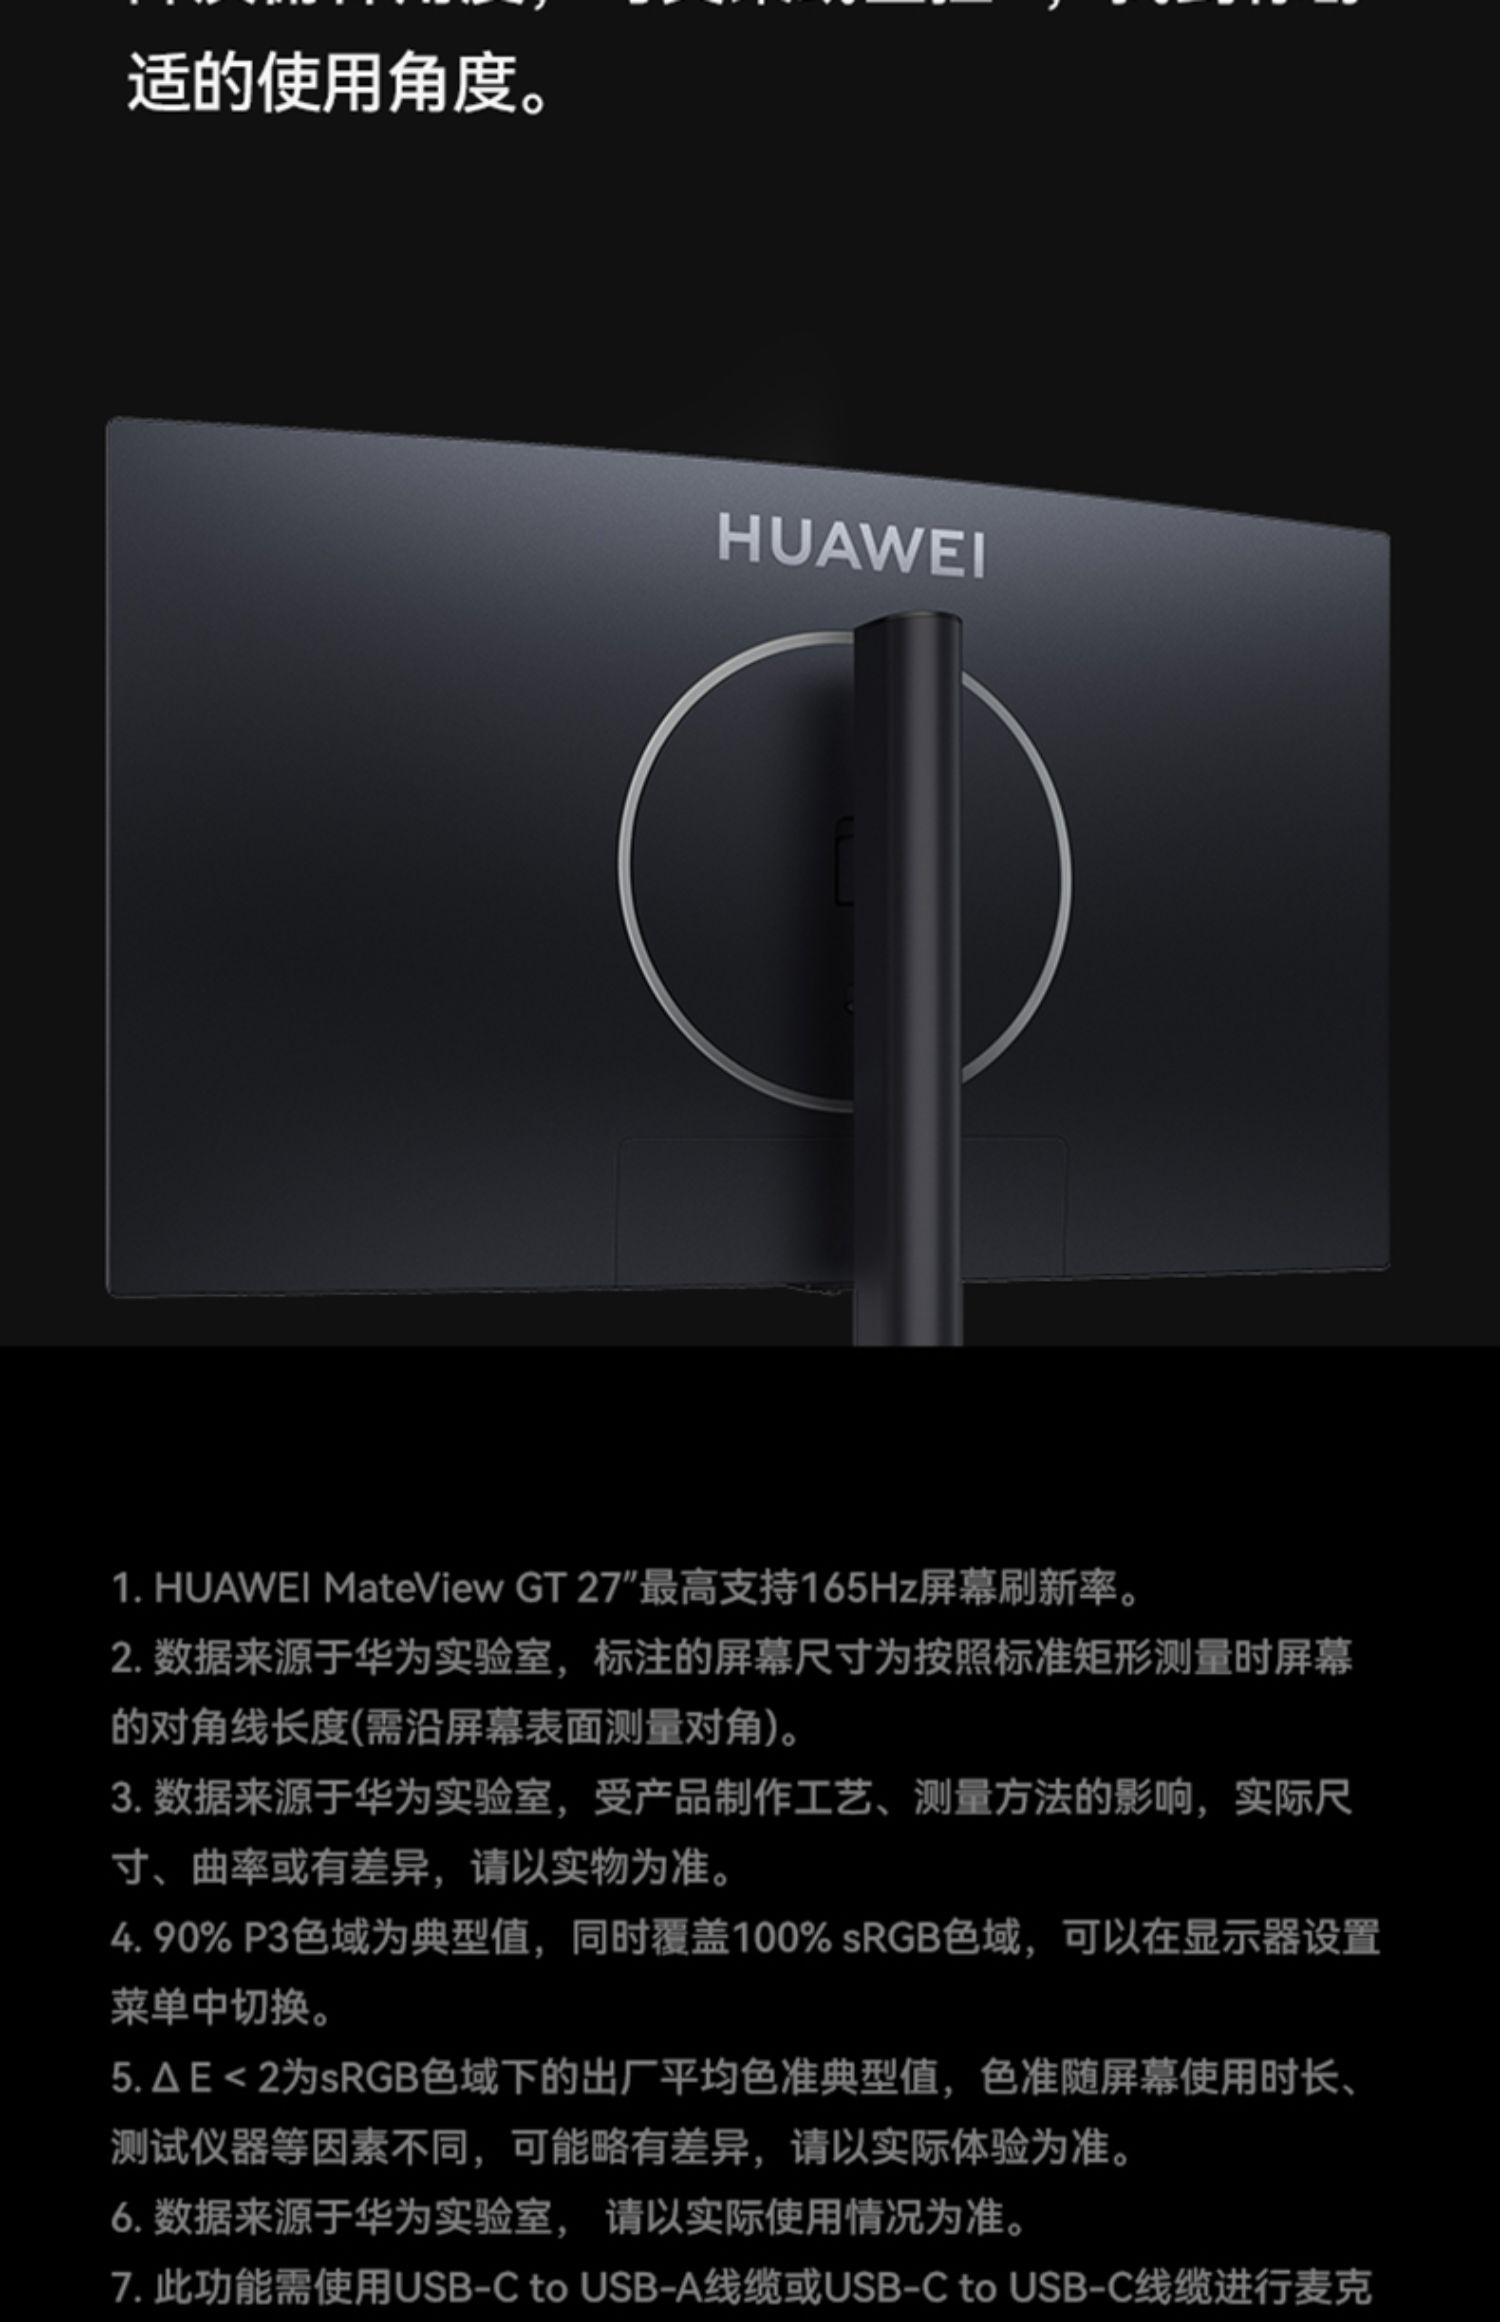 适的使用角度。
HUAWEI
1. HUAWEI MateView GT 27”最高支持165Hz屏幕刷新率。
2. 数据来源于华为实验室，标注的屏幕尺寸为按照标准矩形测量时屏幕
的对角线长度(需沿屏幕表面测量对角)。
3. 数据来源于华为实验室，受产品制作工艺、测量方法的影响，实际尺
寸、曲率或有差异，请以实物为准。
4. 90% P3色域为典型值，同时覆盖100% sRGB色域，可以在显示器设置
菜单中切换。
5. Δ E < 2为sRGB色域下的出厂平均色准典型值，色准随屏幕使用时长、
测试仪器等因素不同，可能略有差异，请以实际体验为准。
6. 数据来源于华为实验室， 请以实际使用情况为准。
7. 此功能需使用USB-C to USB-A线缆或USB-C to USB-C线缆进行麦克